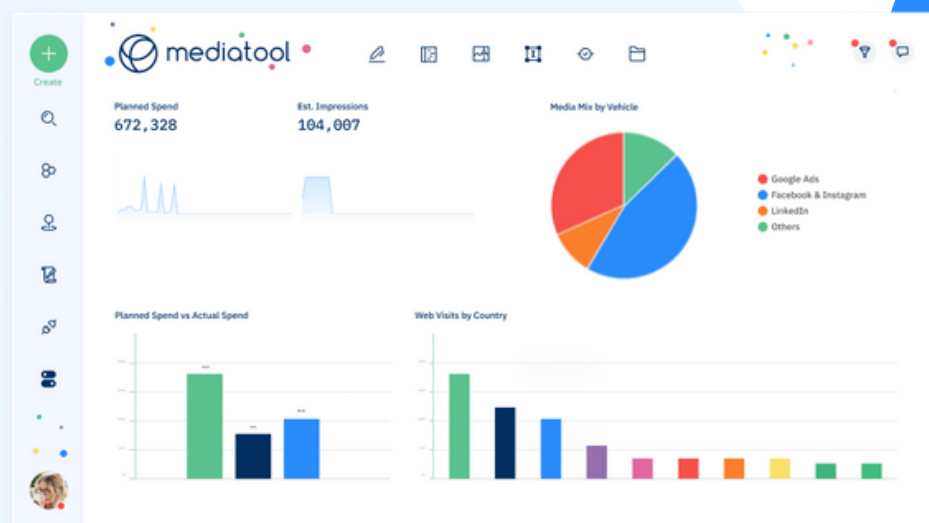 Create
mediatool
Planned Spend
672,328
Est. Impressions
104,007
Media Mix by Vehicle
Google Ads
Facebook & Instagram
LinkedIn
Others
Planned Spend vs Actual Spend
Web Visits by Country